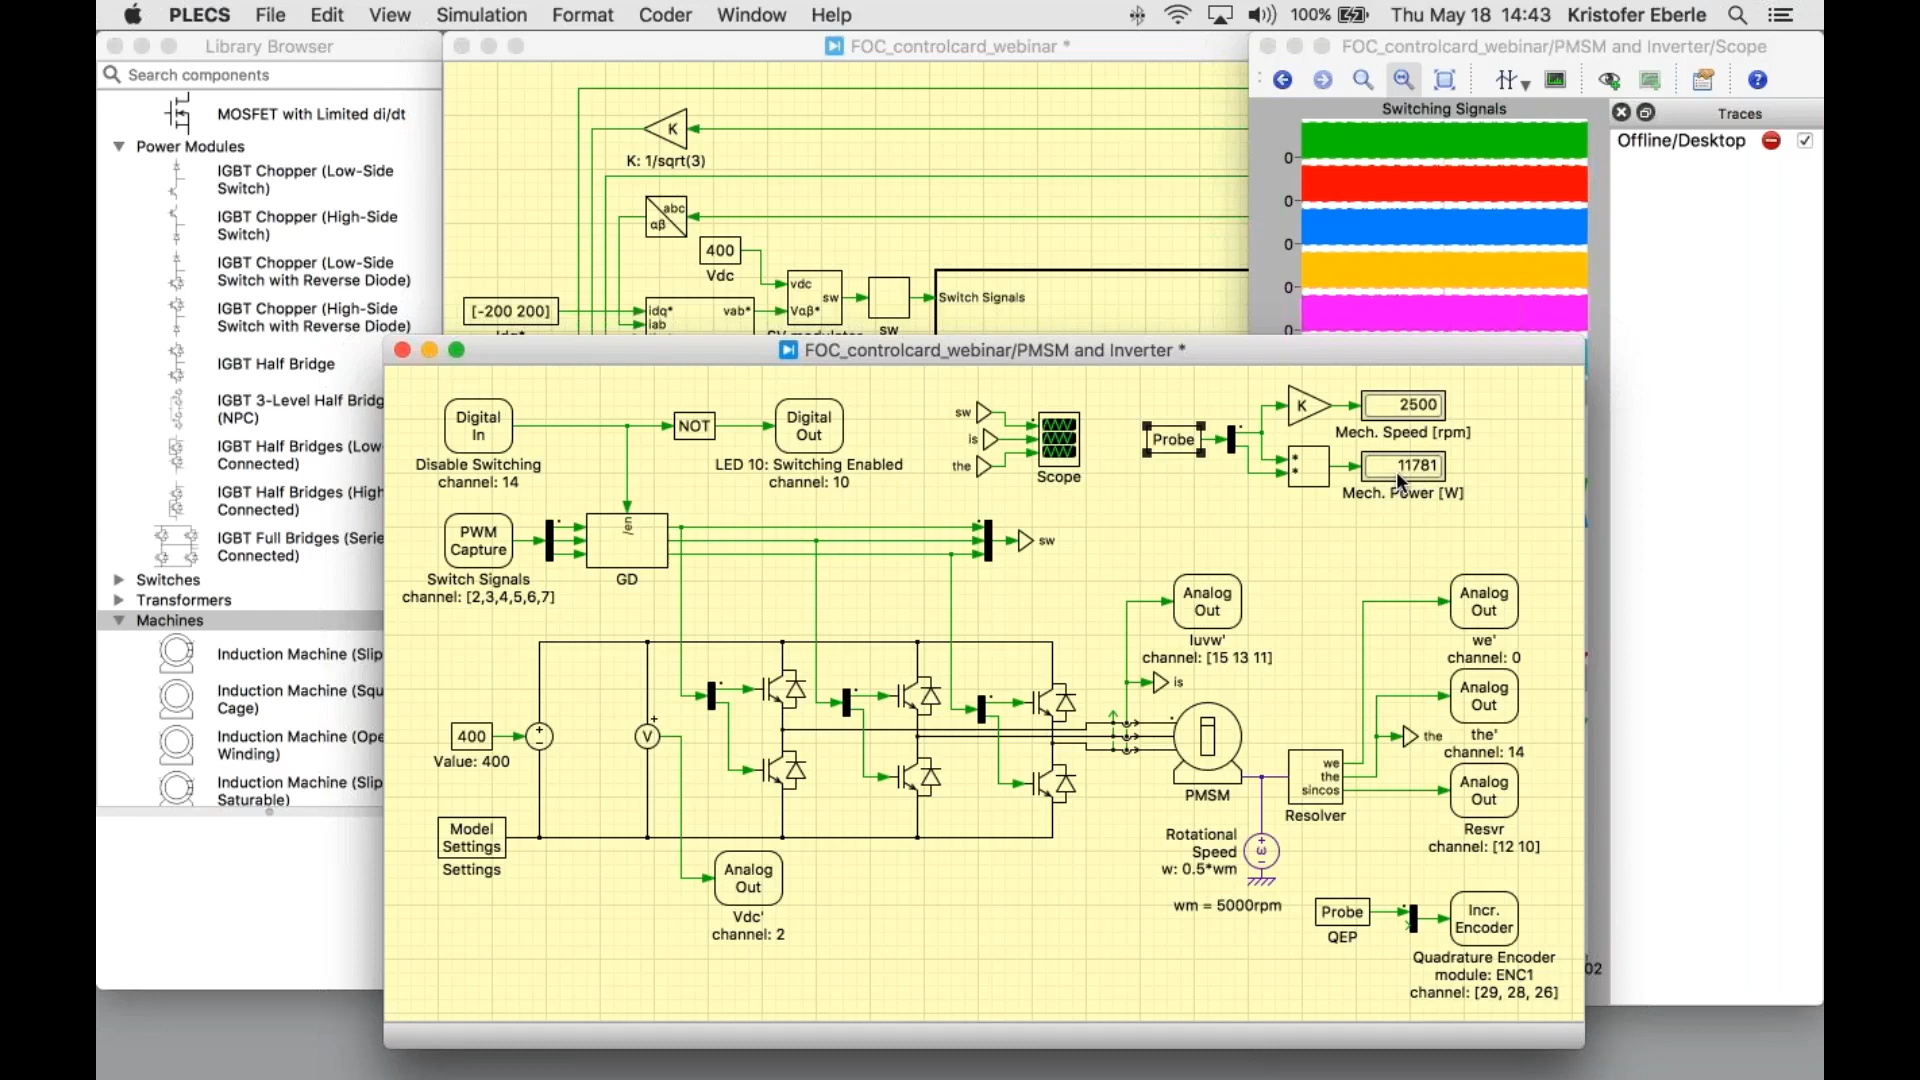 PLECS File Edit View Simulation Format Coder Window Help
100% Thu May 18 14:43 Kristofer Eberle
Library Browser
Search components
MOSFET with Limited di/dt
Power Modules
IGBT Chopper (Low-Side
Switch)
IGBT Chopper (High-Side
Switch)
IGBT Chopper (Low-Side
Switch with Reverse Diode)
IGBT Chopper (High-Side
Switch with Reverse Diode)
IGBT Half Bridge
IGBT 3-Level Half Bridg
(NPC)
IGBT Half Bridges (Low-
Connected)
IGBT Half Bridges (High
Connected)
IGBT Full Bridges (Serie
Connected)
Switches
Transformers
Machines
Induction Machine (Slip
Induction Machine (Squ
Cage)
Induction Machine (Ope
Winding)
Induction Machine (Slip
Saturable)
FOC_controlcard_webinar *
K
K: 1/sqrt(3)
abc
αβ
400
Vdc
vdc
sw
Vαβ*
sw
Switch Signals
[-200 200]
idq*
iab
vab*
FOC_controlcard_webinar/PMSM and Inverter/Scope
Switching Signals
0
0
0
0
0
Traces
Offline/Desktop
FOC_controlcard_webinar/PMSM and Inverter *
Digital
In
Disable Switching
channel: 14
NOT
Digital
Out
LED 10: Switching Enabled
channel: 10
sw
is
the
Scope
Probe
K
2500
Mech. Speed [rpm]
*
*
11781
Mech. Power [W]
PWM
Capture
Switch Signals
channel: [2,3,4,5,6,7]
/en
GD
sw
Analog
Out
Iuvw'
channel: [15 13 11]
is
Analog
Out
we'
channel: 0
Analog
Out
the'
channel: 14
the
400
Value: 400
+
−
+
V
PMSM
we
the
sincos
Resolver
Analog
Out
Resvr
channel: [12 10]
Model
Settings
Settings
Analog
Out
Vdc'
channel: 2
Rotational
Speed
w: 0.5*wm
+
ω
−
wm = 5000rpm
Probe
QEP
Incr.
Encoder
Quadrature Encoder
module: ENC1
channel: [29, 28, 26]
02